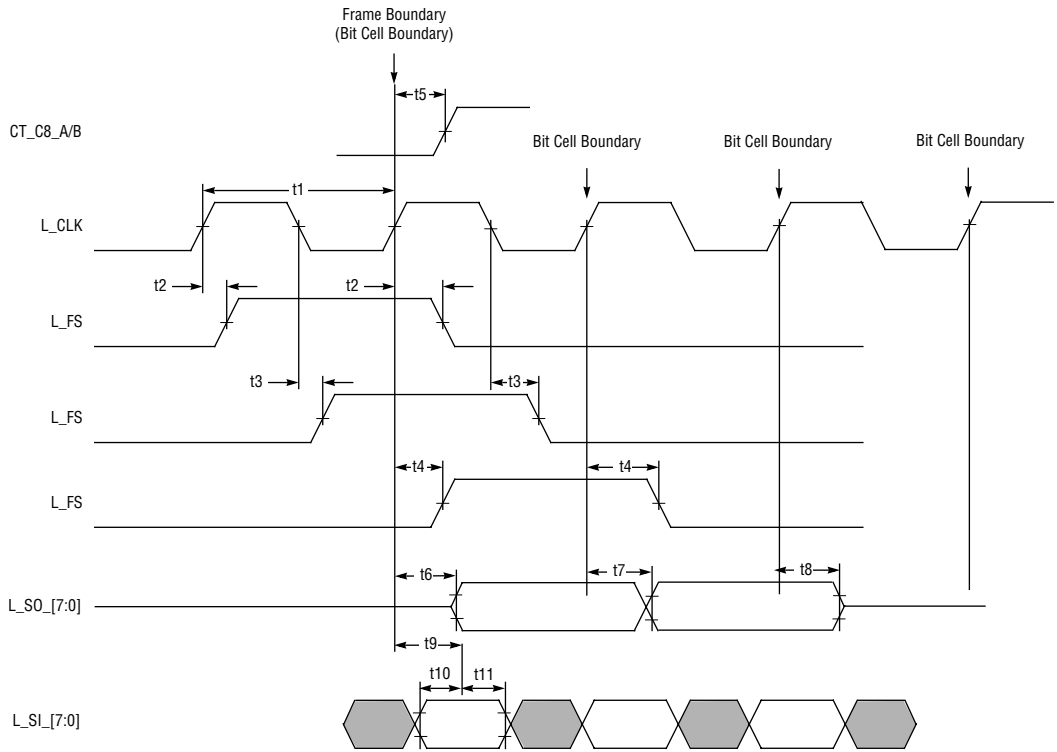 Frame Boundary
(Bit Cell Boundary)
t5
CT_C8_A/B
Bit Cell Boundary
Bit Cell Boundary
Bit Cell Boundary
t1
L_CLK
t2
t2
L_FS
t3
t3
L_FS
t4
t4
L_FS
t6
t7
t8
L_SO_[7:0]
t9
t10
t11
L_SI_[7:0]